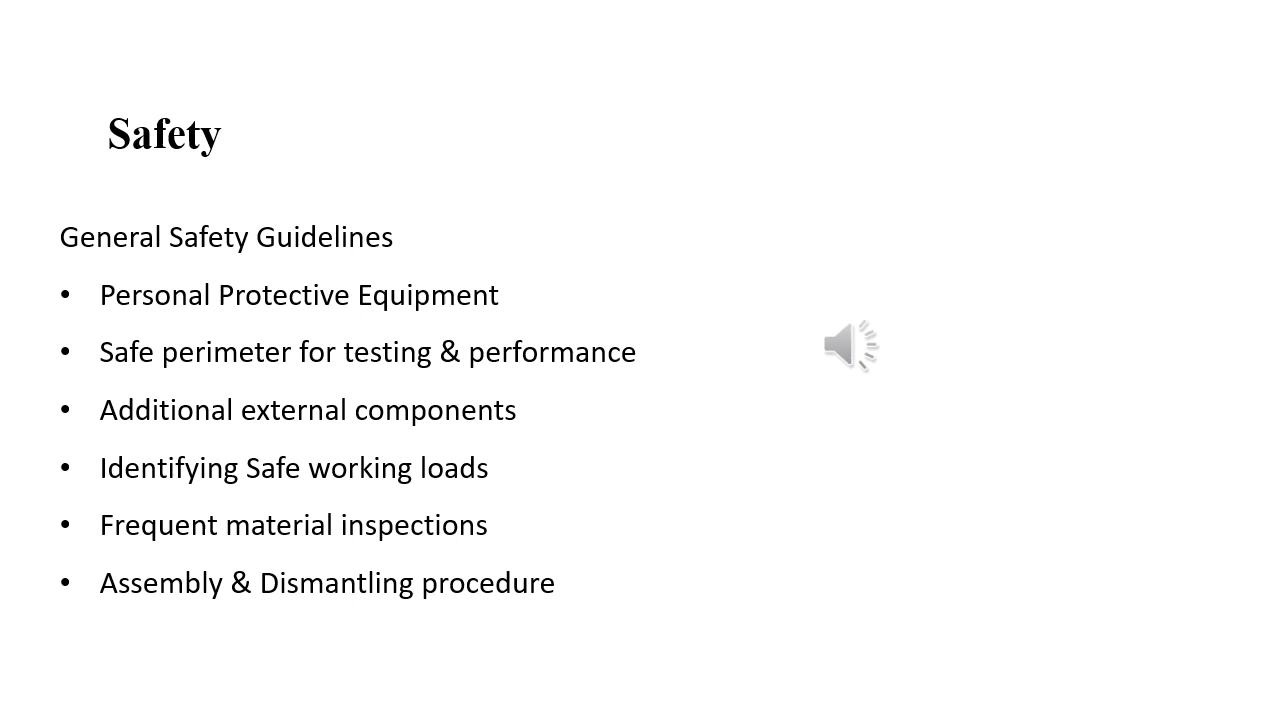 Safety
General Safety Guidelines
• Personal Protective Equipment
• Safe perimeter for testing & performance
• Additional external components
• Identifying Safe working loads
• Frequent material inspections
• Assembly & Dismantling procedure